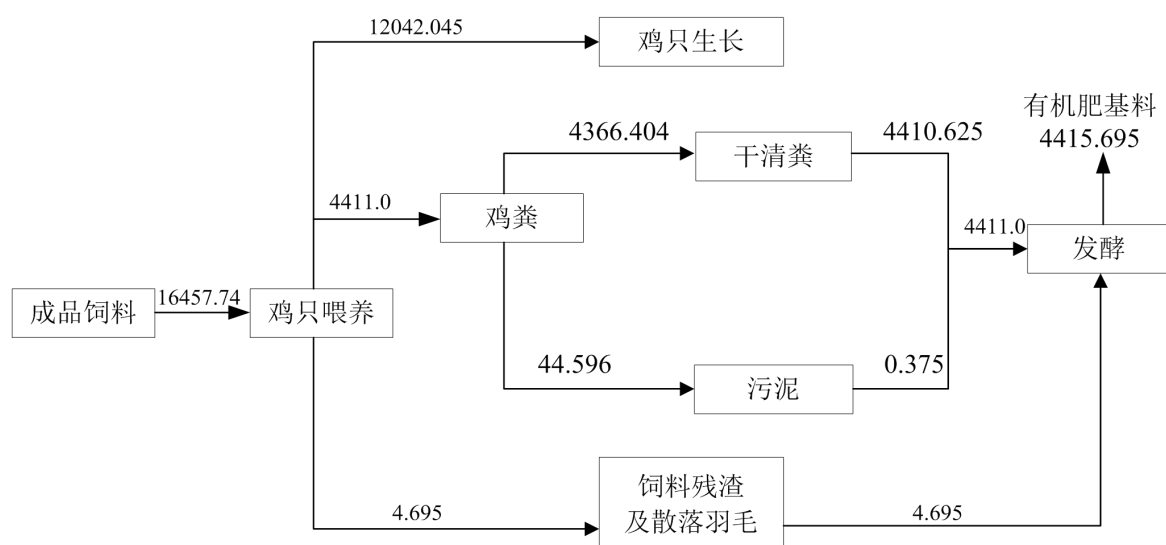 12042.045
鸡只生长
有机肥基料
4415.695
4366.404
干清粪
4410.625
4411.0
鸡粪
4411.0
发酵
成品饲料
16457.74
鸡只喂养
44.596
污泥
0.375
4.695
饲料残渣
及散落羽毛
4.695